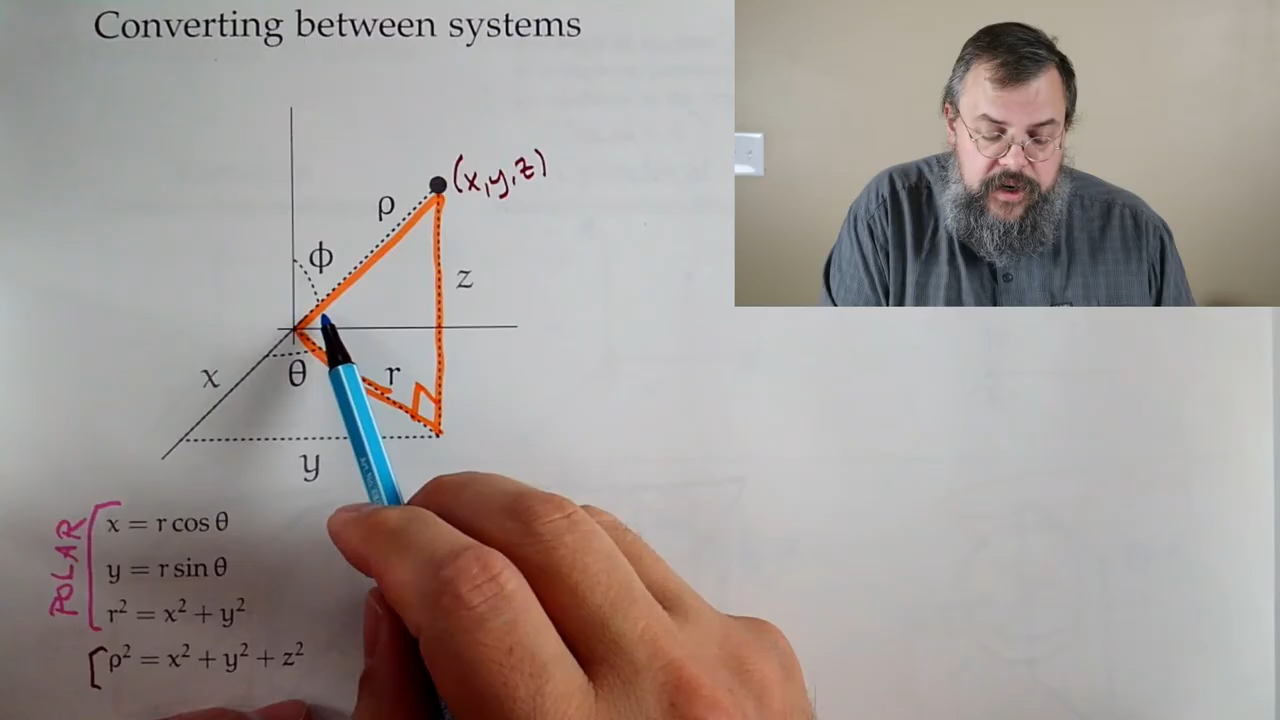 Converting between systems
(x,y,z)
ρ
ϕ
z
x
θ
r
y
POLAR
x = r cos θ
y = r sin θ
r² = x² + y²
ρ² = x² + y² + z²